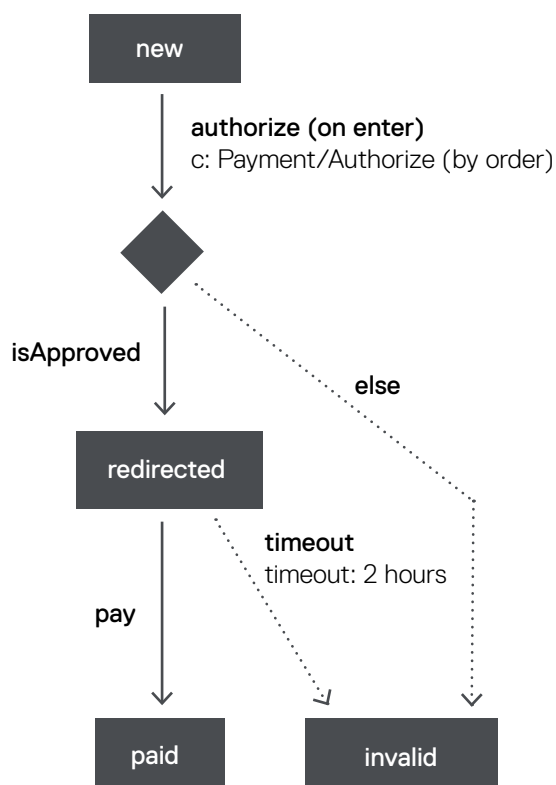 new
authorize (on enter)
c: Payment/Authorize (by order)
isApproved
else
redirected
timeout
timeout: 2 hours
pay
paid
invalid